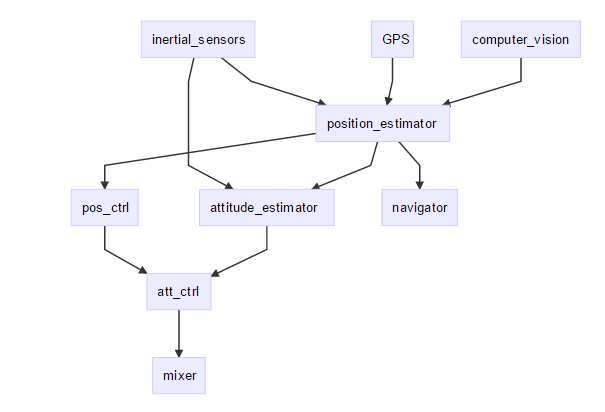 inertial_sensors
GPS
computer_vision
position_estimator
pos_ctrl
attitude_estimator
navigator
att_ctrl
mixer